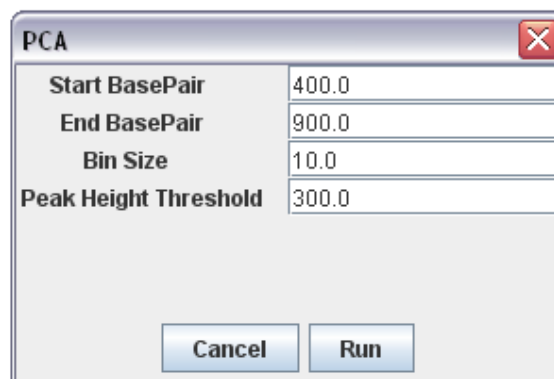 PCA
Start BasePair 400.0
End BasePair 900.0
Bin Size 10.0
Peak Height Threshold 300.0
Cancel Run